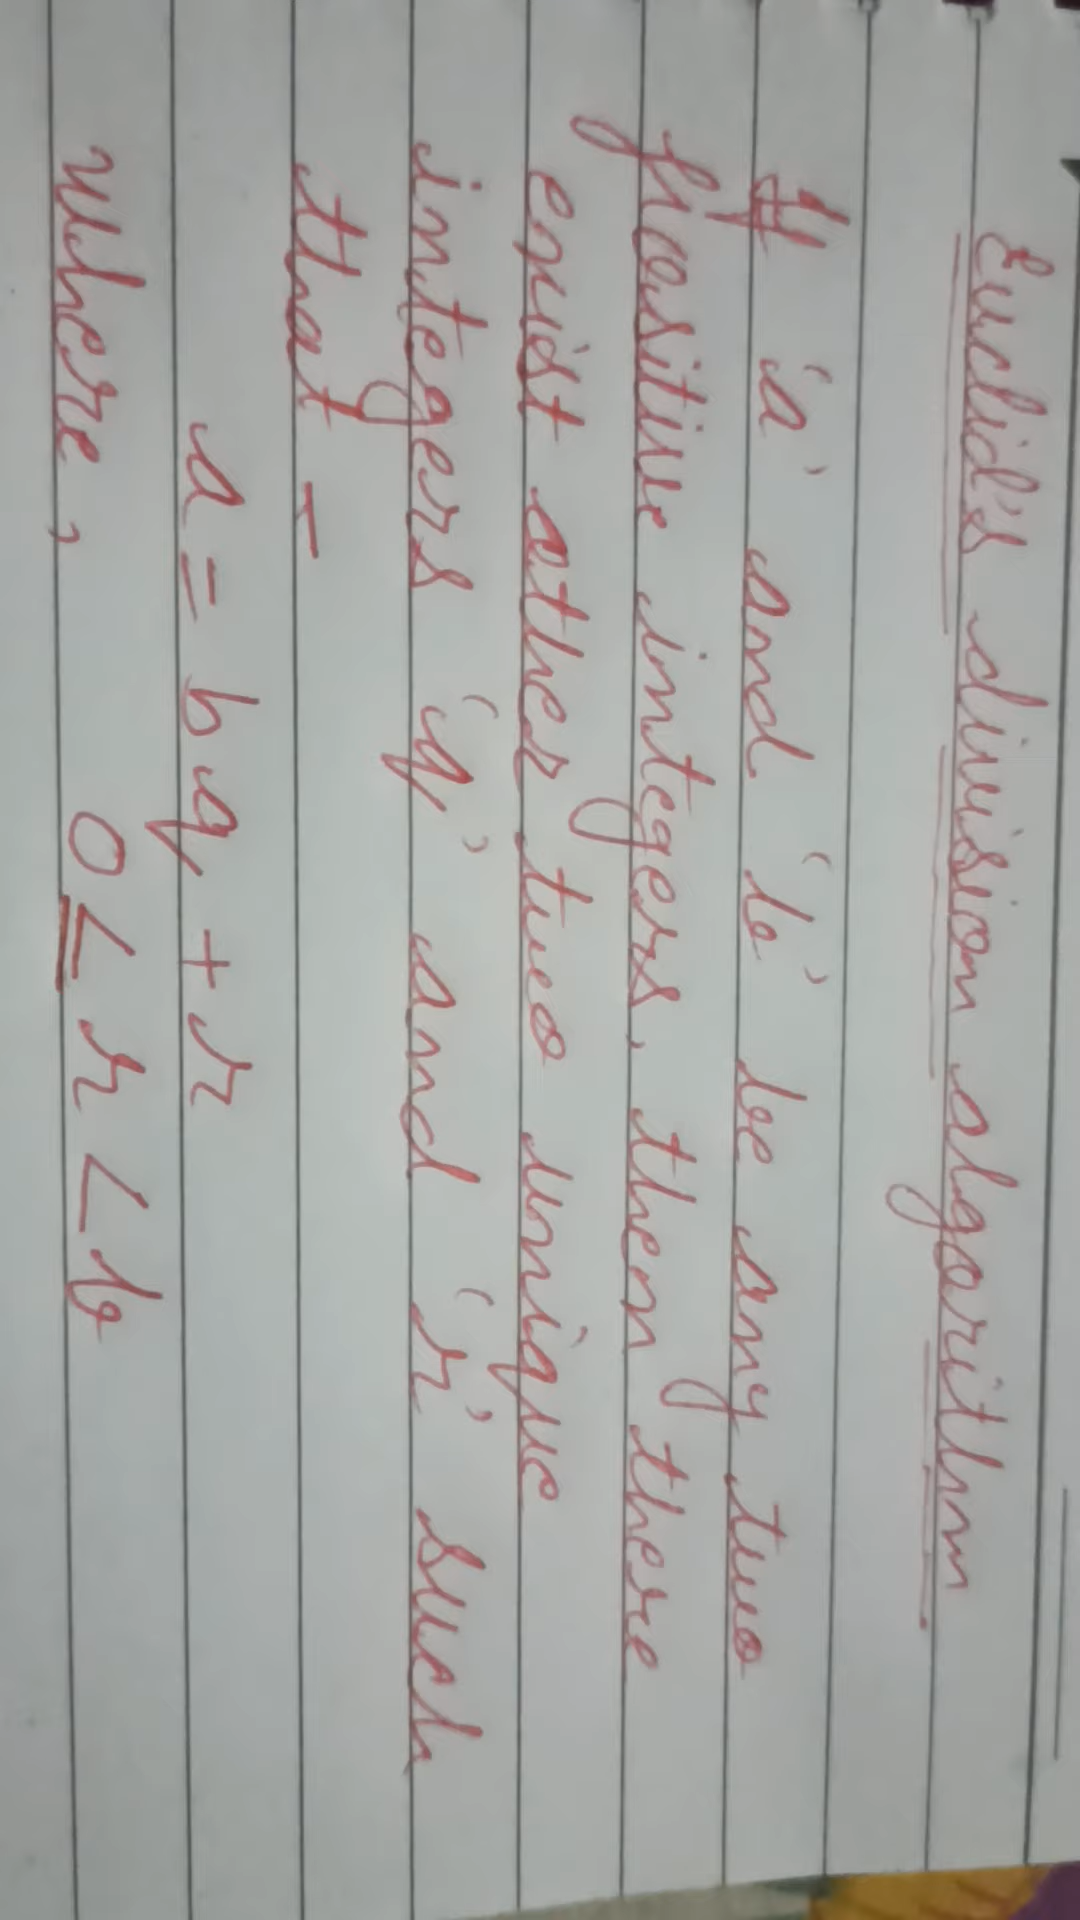 Euclid's division algorithm
If 'a' and 'b' be any two
positive integers, then there
exist other two unique
integers 'q' and 'r' such
that -
a = bq + r
where, 0 ≤ r < b